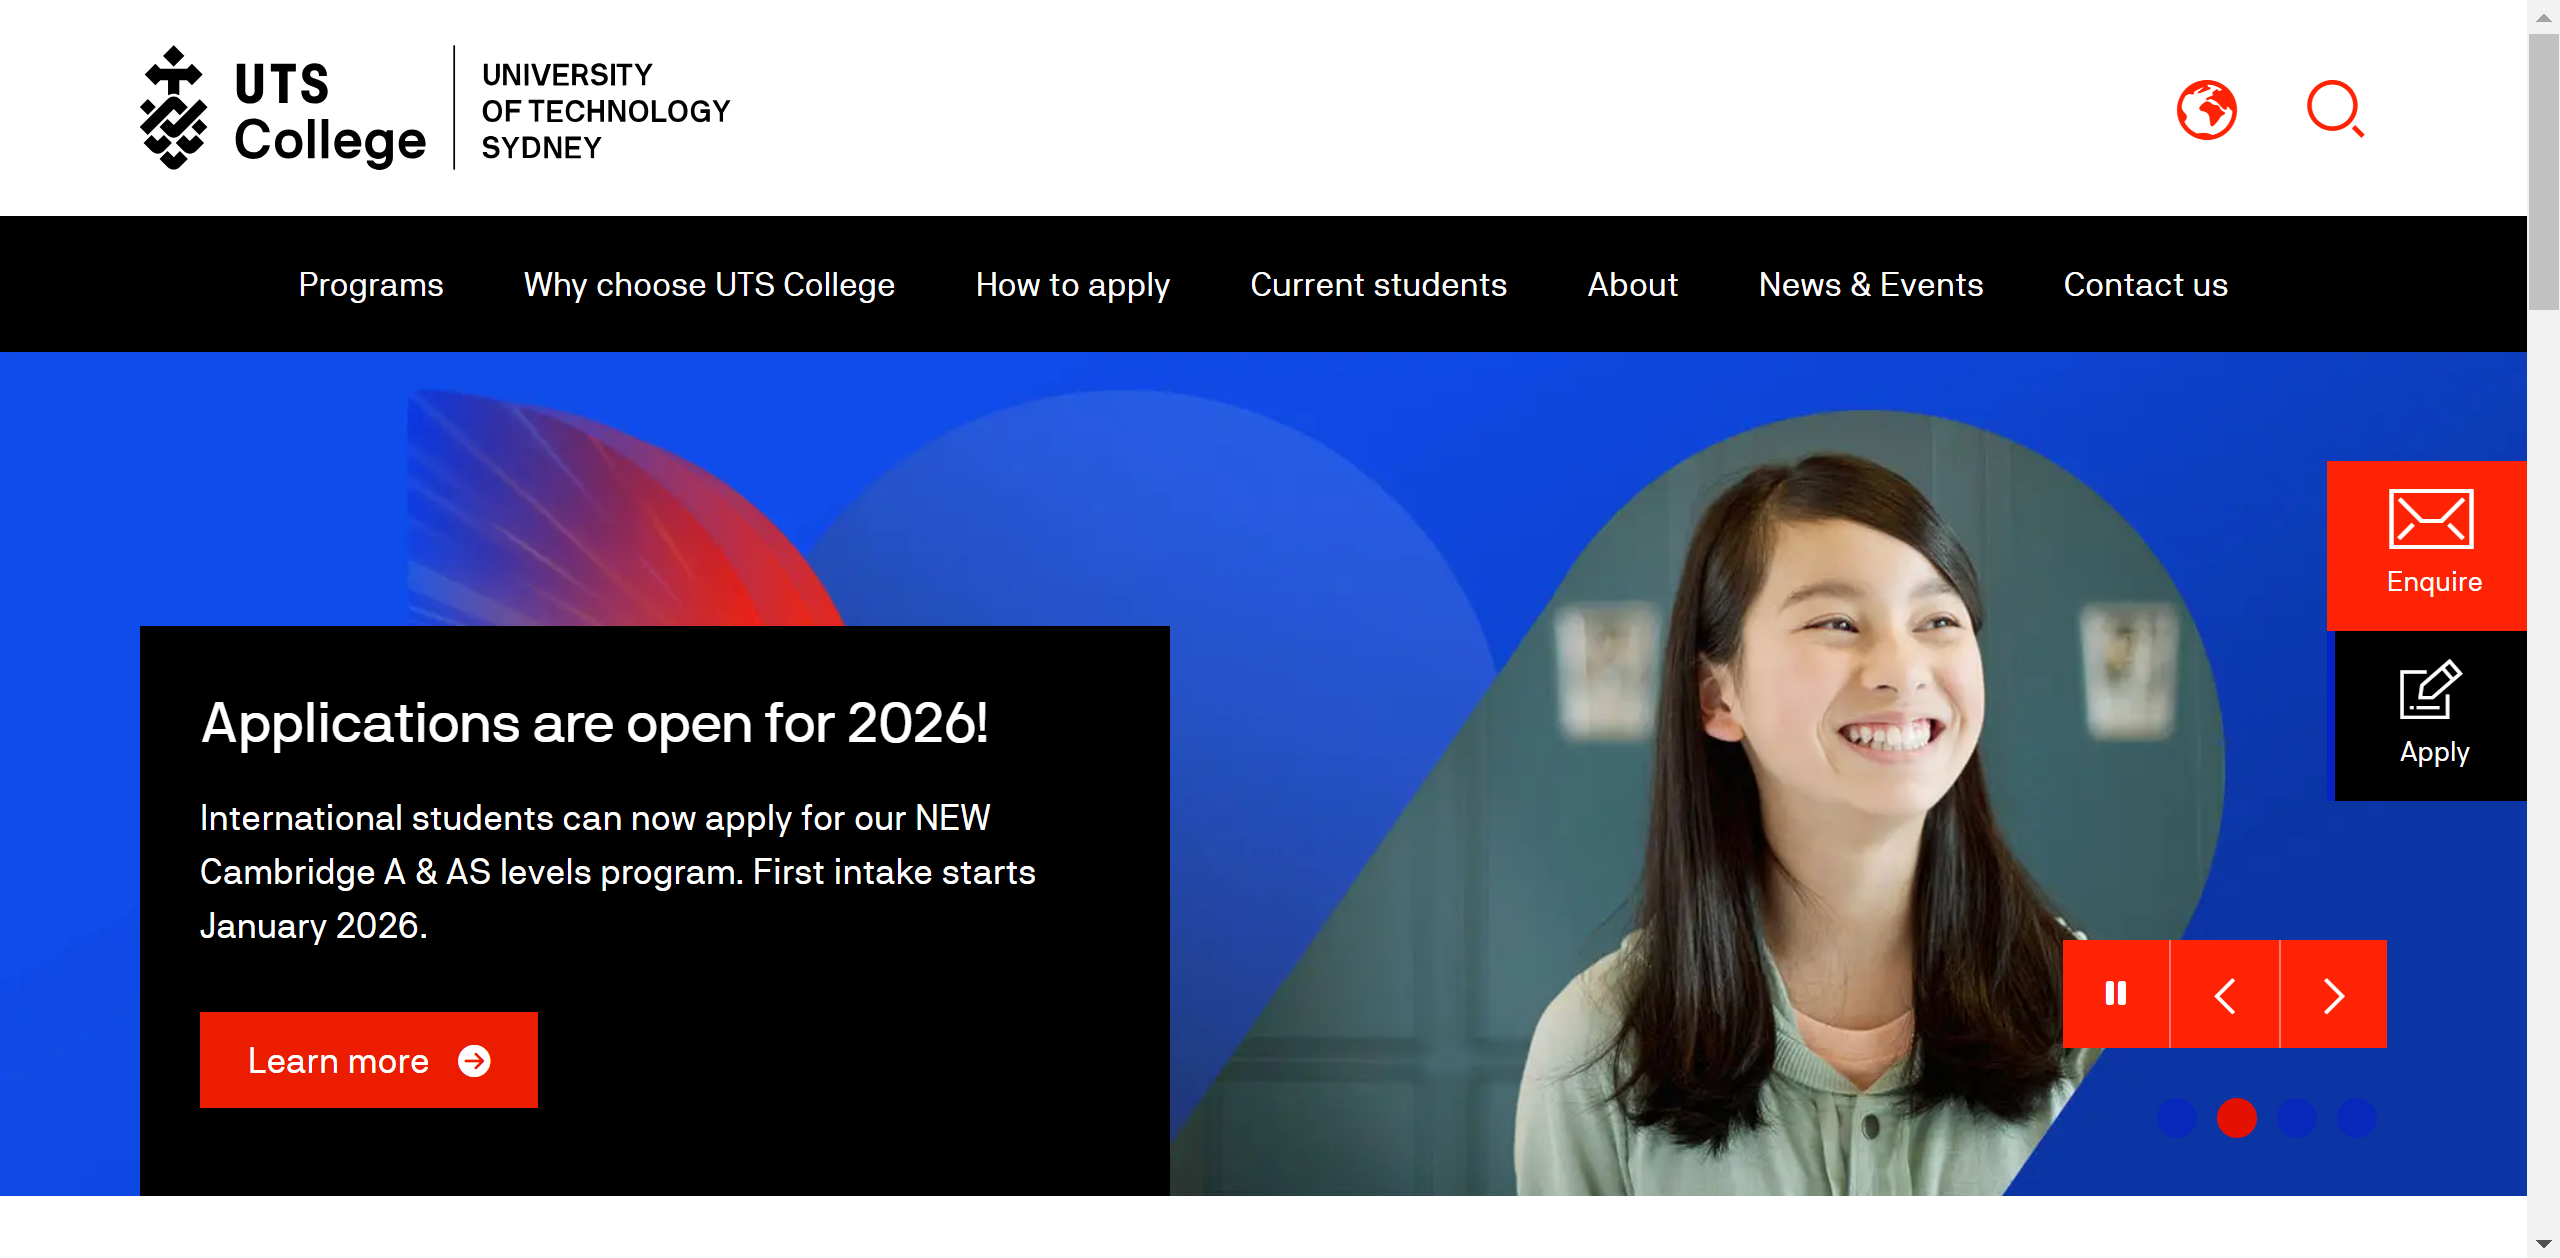 UTS
College
UNIVERSITY
OF TECHNOLOGY
SYDNEY
Programs
Why choose UTS College
How to apply
Current students
About
News & Events
Contact us
Enquire
Apply
Applications are open for 2026!
International students can now apply for our NEW
Cambridge A & AS levels program. First intake starts
January 2026.
Learn more